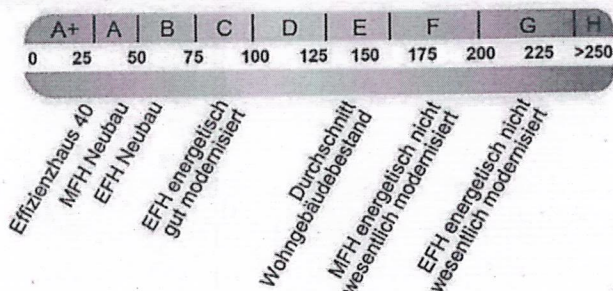 A+ A B C D E F G H
0 25 50 75 100 125 150 175 200 225 >250
Effizienzhaus 40
MFH Neubau
EFH Neubau
EFH energetisch
gut modernisiert
Durchschnitt
Wohngebäudebestand
MFH energetisch nicht
wesentlich modernisiert
EFH energetisch nicht
wesentlich modernisiert